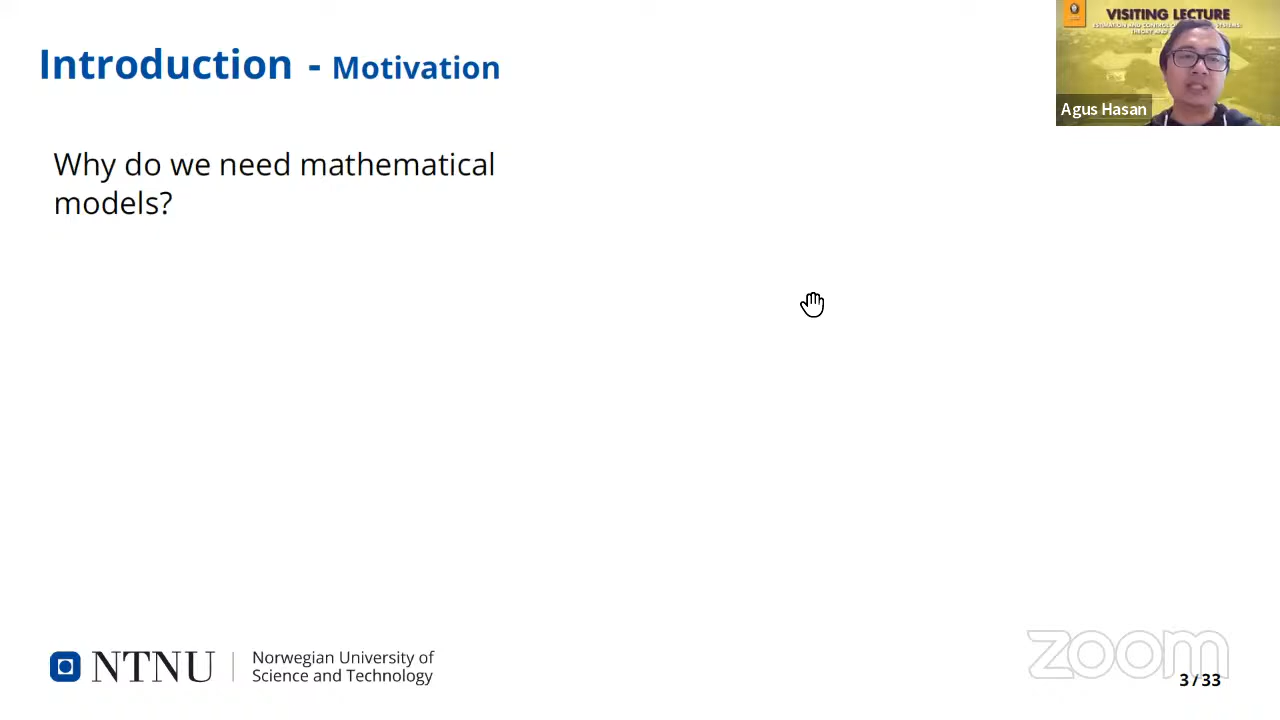 Introduction - Motivation
VISITING LECTURE
Agus Hasan
Why do we need mathematical
models?
NTNU
Norwegian University of
Science and Technology
zoom
3 / 33